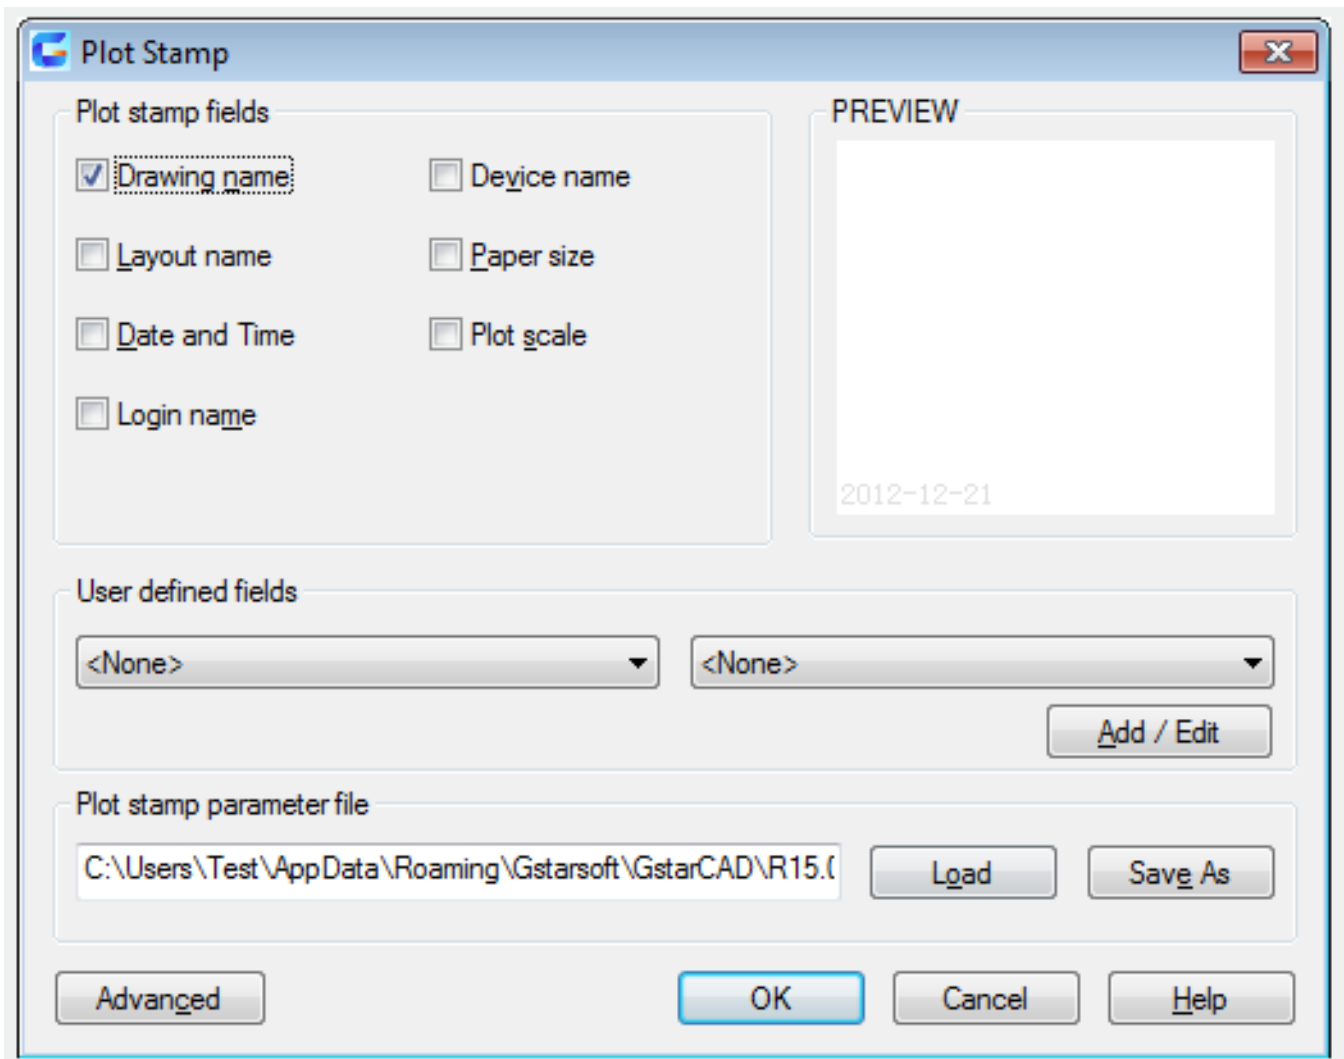 Plot Stamp
Plot stamp fields
PREVIEW
Drawing name
Device name
Layout name
Paper size
Date and Time
Plot scale
Login name
2012-12-21
User defined fields
<None>
<None>
Add / Edit
Plot stamp parameter file
C:\Users\Test\AppData\Roaming\Gstarsoft\GstarCAD\R15.
Load
Save As
Advanced
OK
Cancel
Help